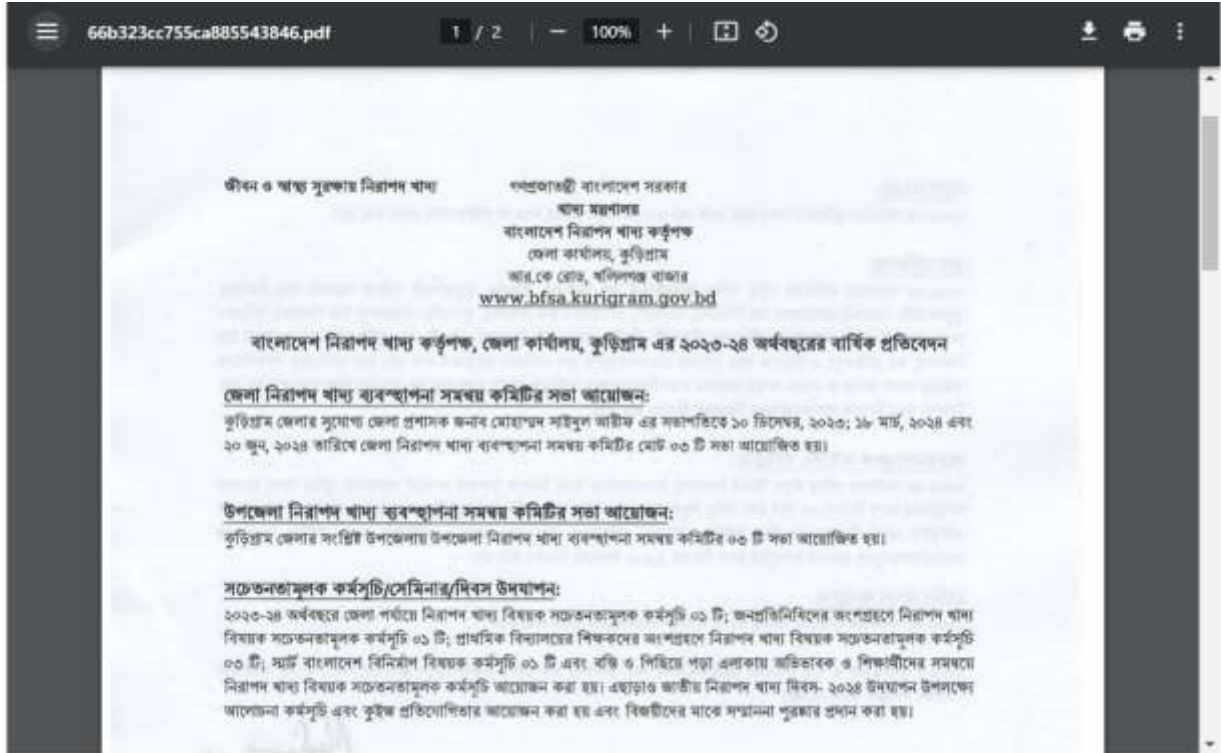 66b323cc755ca885543846.pdf
1 / 2
100%
জীবন ও স্বাস্থ্য সুরক্ষায় নিরাপদ খাদ্য
গণপ্রজাতন্ত্রী বাংলাদেশ সরকার
খাদ্য মন্ত্রণালয়
বাংলাদেশ নিরাপদ খাদ্য কর্তৃপক্ষ
জেলা কার্যালয়, কুড়িগ্রাম
আর.কে রোড, খলিলগঞ্জ বাজার
www.bfsa.kurigram.gov.bd
বাংলাদেশ নিরাপদ খাদ্য কর্তৃপক্ষ, জেলা কার্যালয়, কুড়িগ্রাম এর ২০২৩-২৪ অর্থবছরের বার্ষিক প্রতিবেদন
জেলা নিরাপদ খাদ্য ব্যবস্হাপনা সমন্বয় কমিটির সভা আয়োজন:
কুড়িগ্রাম জেলার সুযোগ্য জেলা প্রশাসক জনাব মোহাম্মদ সাইদুল আরীফ এর সভাপতিত্বে ১০ ডিসেম্বর, ২০২৩; ১৮ মার্চ, ২০২৪ এবং
২০ জুন, ২০২৪ তারিখে জেলা নিরাপদ খাদ্য ব্যবস্হাপনা সমন্বয় কমিটির মোট ০৩ টি সভা আয়োজিত হয়।
উপজেলা নিরাপদ খাদ্য ব্যবস্হাপনা সমন্বয় কমিটির সভা আয়োজন:
কুড়িগ্রাম জেলার সংশ্লিষ্ট উপজেলায় উপজেলা নিরাপদ খাদ্য ব্যবস্হাপনা সমন্বয় কমিটির ০৩ টি সভা আয়োজিত হয়।
সচেতনতামূলক কর্মসূচি/সেমিনার/দিবস উদযাপন:
২০২৩-২৪ অর্থবছরে জেলা পর্যায়ে নিরাপদ খাদ্য বিষয়ক সচেতনতামূলক কর্মসূচি ০১ টি; জনপ্রতিনিধিদের অংশগ্রহণে নিরাপদ খাদ্য
বিষয়ক সচেতনতামূলক কর্মসূচি ০১ টি; প্রাথমিক বিদ্যালয়ের শিক্ষকদের অংশগ্রহণে নিরাপদ খাদ্য বিষয়ক সচেতনতামূলক কর্মসূচি
০৩ টি; স্মার্ট বাংলাদেশ বিনির্মাণ বিষয়ক কর্মসূচি ০১ টি এবং বস্তি ও পিছিয়ে পড়া এলাকায় অভিভাবক ও শিক্ষার্থীদের সমন্বয়ে
নিরাপদ খাদ্য বিষয়ক সচেতনতামূলক কর্মসূচি আয়োজন করা হয়। এছাড়াও জাতীয় নিরাপদ খাদ্য দিবস- ২০২৪ উদযাপন উপলক্ষ্যে
আলোচনা কর্মসূচি এবং কুইজ প্রতিযোগিতার আয়োজন করা হয় এবং বিজয়ীদের মাঝে সম্মাননা পুরষ্কার প্রদান করা হয়।